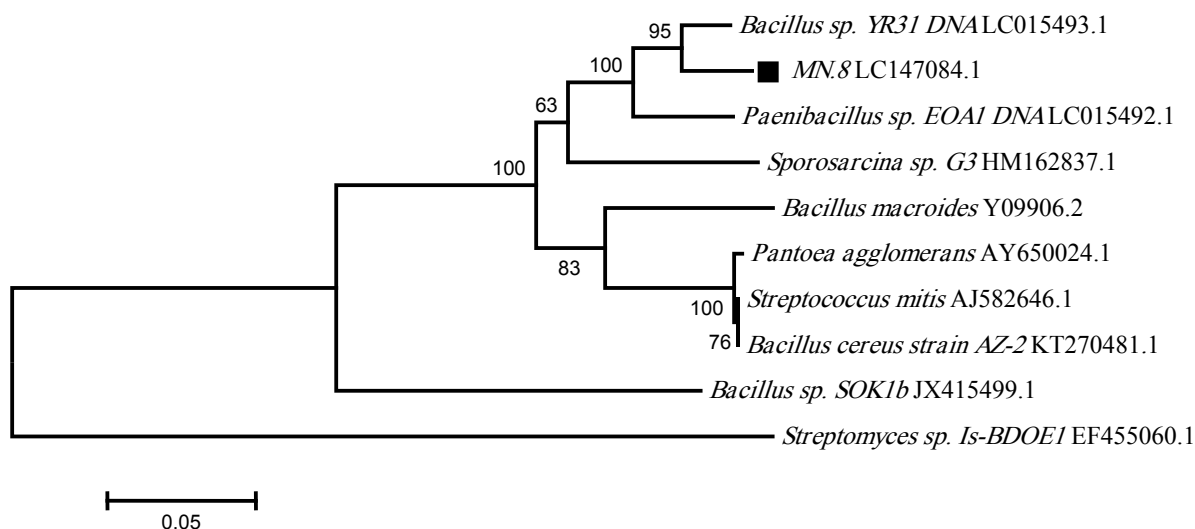 95
Bacillus sp. YR31 DNA LC015493.1
100
MN.8 LC147084.1
63
Paenibacillus sp. EOA1 DNA LC015492.1
100
Sporosarcina sp. G3 HM162837.1
Bacillus macroides Y09906.2
83
Pantoea agglomerans AY650024.1
100
Streptococcus mitis AJ582646.1
76
Bacillus cereus strain AZ-2 KT270481.1
Bacillus sp. SOK1b JX415499.1
Streptomyces sp. Is-BDOE1 EF455060.1
0.05